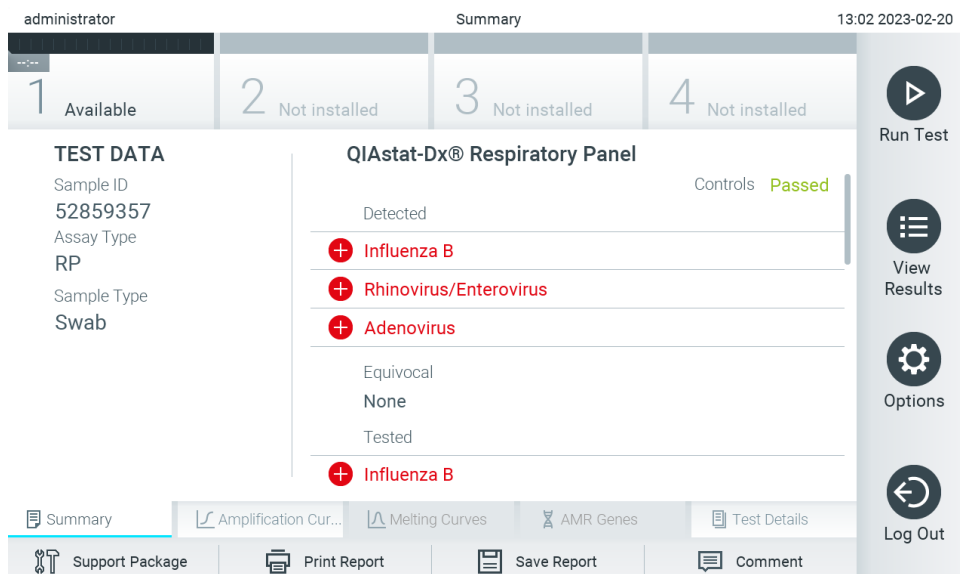 administrator
Summary
13:02 2023-02-20
--:--
1 Available
2 Not installed
3 Not installed
4 Not installed
Run Test
TEST DATA
Sample ID
52859357
Assay Type
RP
Sample Type
Swab
QIAstat-Dx® Respiratory Panel
Controls Passed
Detected
Influenza B
Rhinovirus/Enterovirus
Adenovirus
Equivocal
None
Tested
Influenza B
View
Results
Options
Log Out
Summary
Amplification Cur...
Melting Curves
AMR Genes
Test Details
Support Package
Print Report
Save Report
Comment